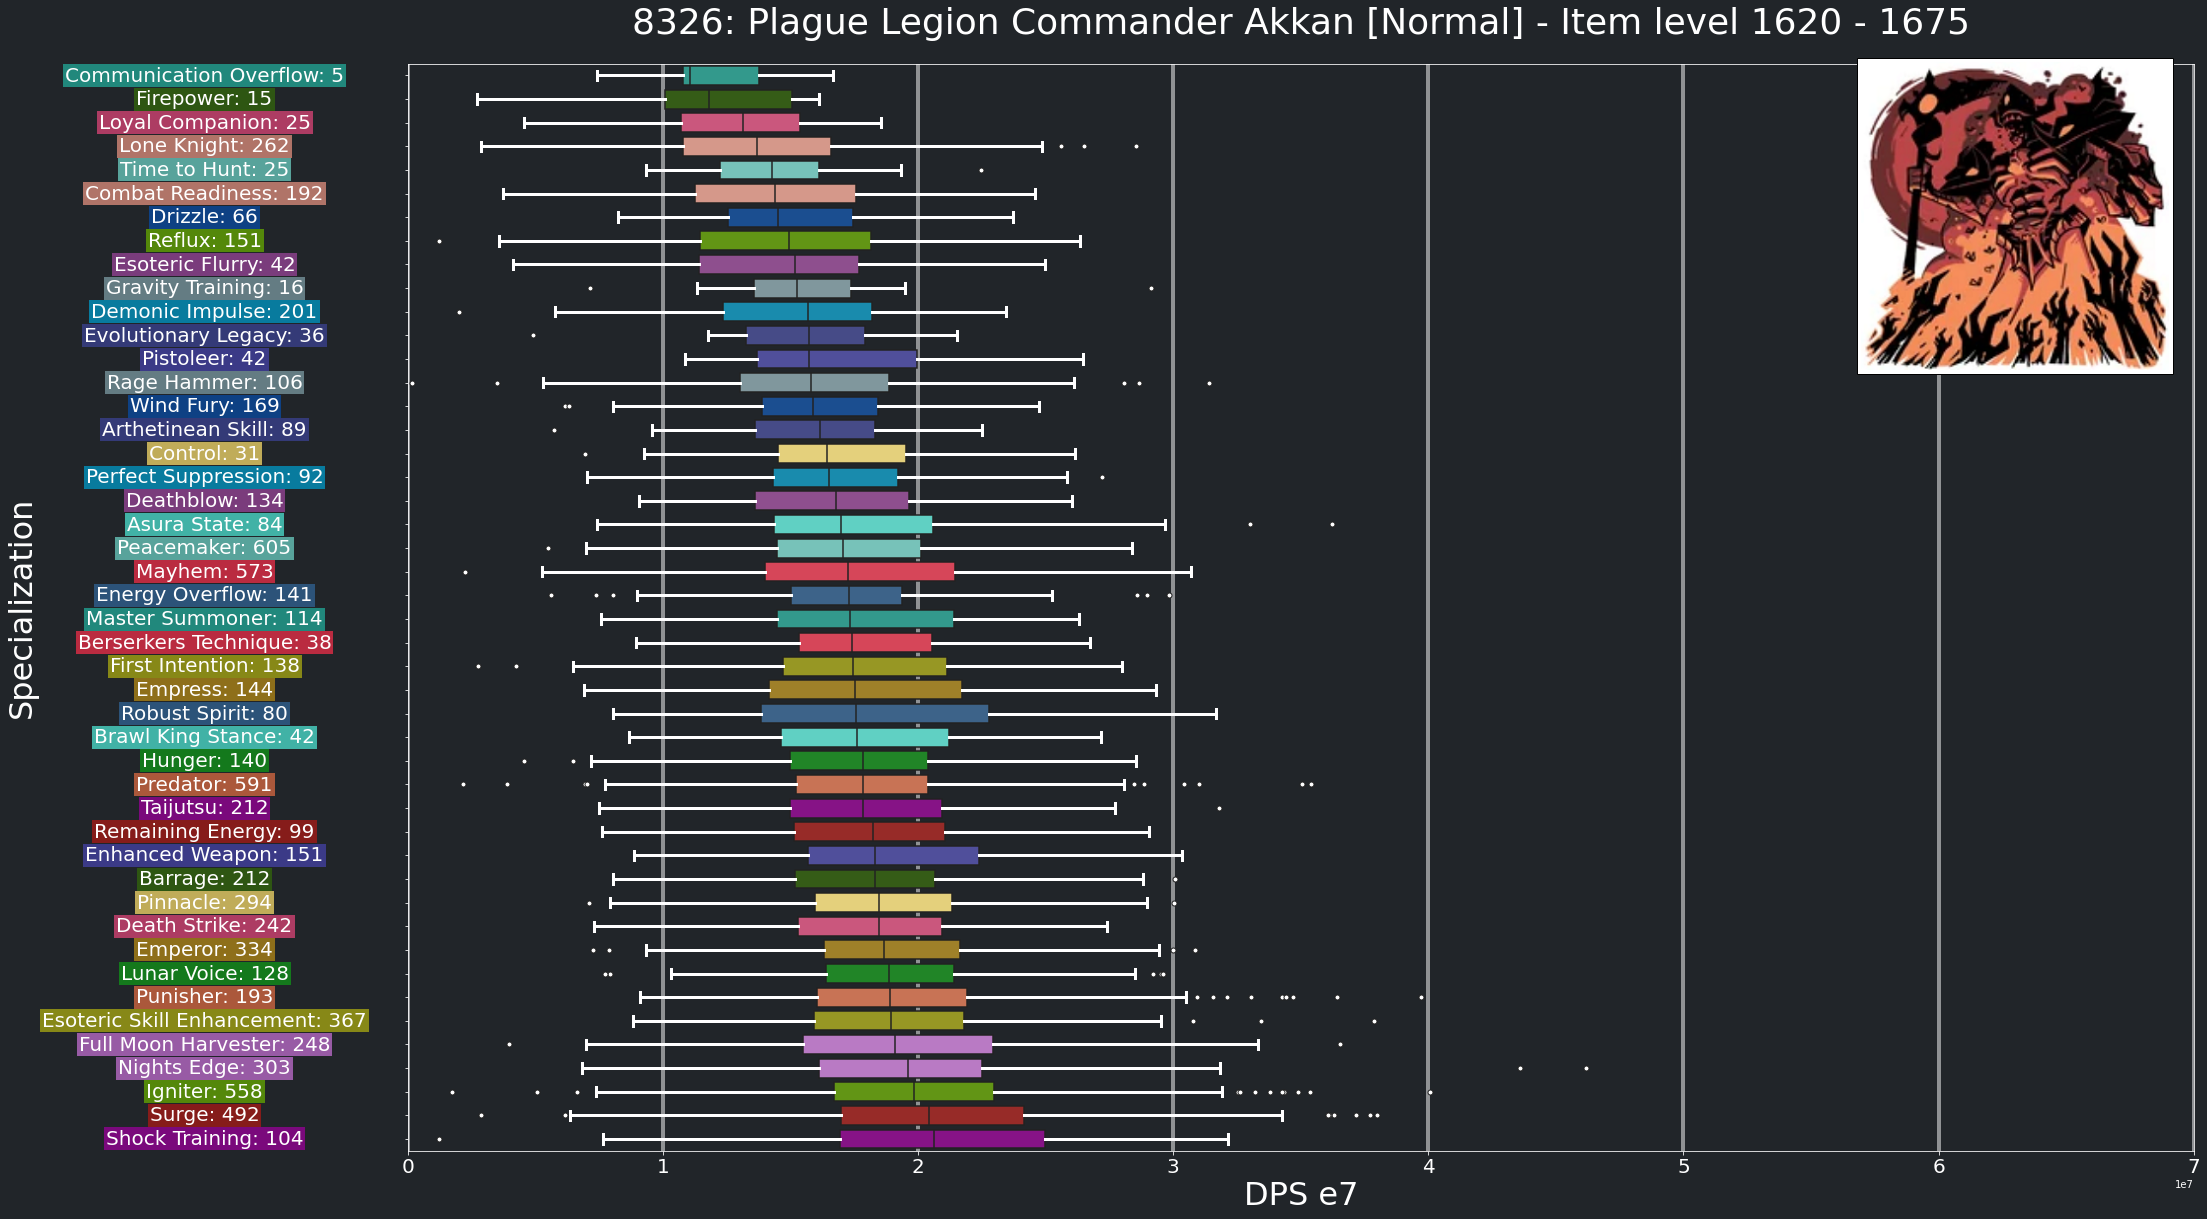 8326: Plague Legion Commander Akkan [Normal] - Item level 1620 - 1675
Specialization
Communication Overflow: 5
Firepower: 15
Loyal Companion: 25
Lone Knight: 262
Time to Hunt: 25
Combat Readiness: 192
Drizzle: 66
Reflux: 151
Esoteric Flurry: 42
Gravity Training: 16
Demonic Impulse: 201
Evolutionary Legacy: 36
Pistoleer: 42
Rage Hammer: 106
Wind Fury: 169
Arthetinean Skill: 89
Control: 31
Perfect Suppression: 92
Deathblow: 134
Asura State: 84
Peacemaker: 605
Mayhem: 573
Energy Overflow: 141
Master Summoner: 114
Berserkers Technique: 38
First Intention: 138
Empress: 144
Robust Spirit: 80
Brawl King Stance: 42
Hunger: 140
Predator: 591
Taijutsu: 212
Remaining Energy: 99
Enhanced Weapon: 151
Barrage: 212
Pinnacle: 294
Death Strike: 242
Emperor: 334
Lunar Voice: 128
Punisher: 193
Esoteric Skill Enhancement: 367
Full Moon Harvester: 248
Nights Edge: 303
Igniter: 558
Surge: 492
Shock Training: 104
0 1 2 3 4 5 6 7
DPS e7
1e7